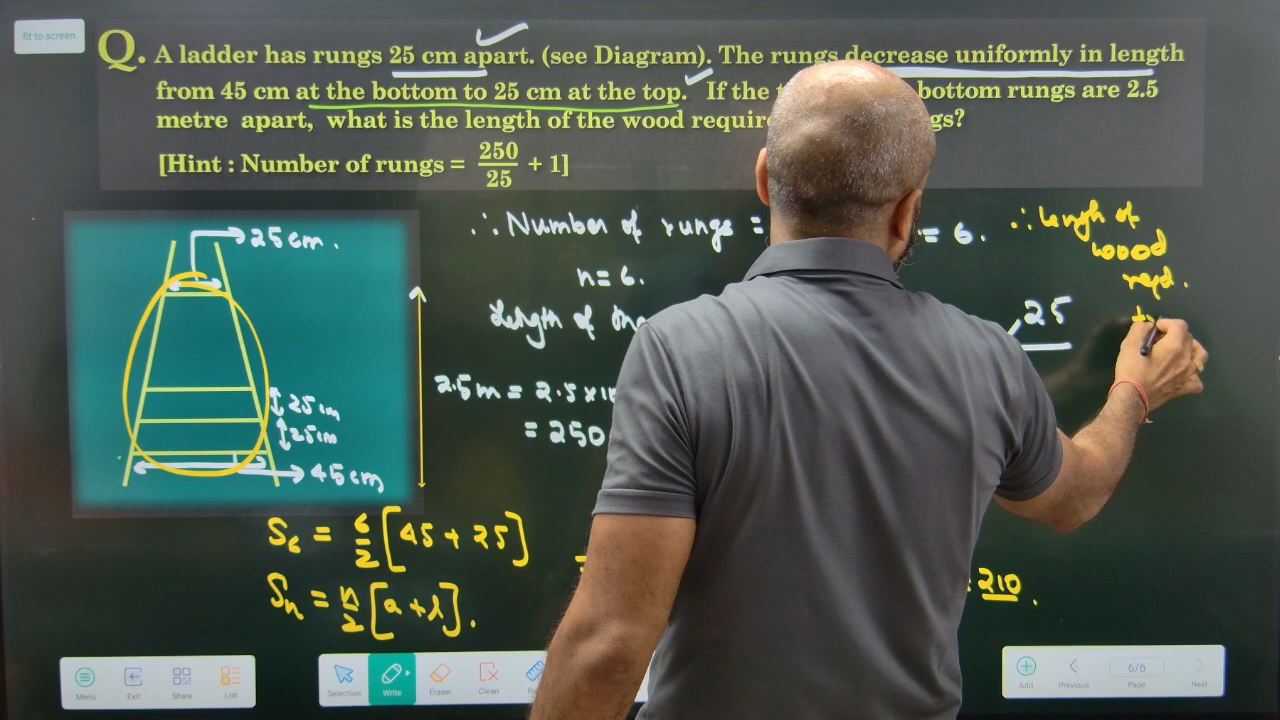 fit to screen
Q. A ladder has rungs 25 cm apart. (see Diagram). The rungs decrease uniformly in length
from 45 cm at the bottom to 25 cm at the top. If the bottom rungs are 2.5
metre apart, what is the length of the wood
[Hint : Number of rungs = 250/25 + 1]
25cm.
25cm
25cm
45cm
∴ Number of rungs =
= 6.
n=6.
Length of
25
2.5m = 2.5×
= 250
∴ length of
wood
reqd.
S6 = 6/2 [45+25]
Sn = n/2 [a+l].
210.
Menu
Exit
Share
List
Selection
Write
Eraser
Clean
Add
Previous
6/6
Page
Next